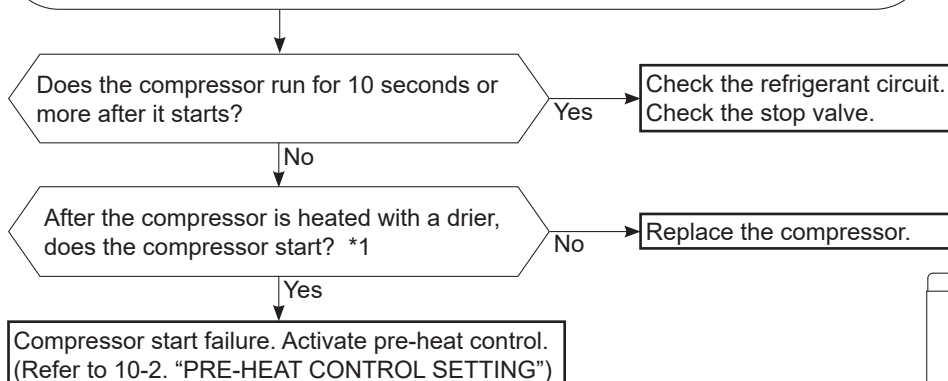 Does the compressor run for 10 seconds or
more after it starts?
Yes
Check the refrigerant circuit.
Check the stop valve.
No
After the compressor is heated with a drier,
does the compressor start? *1
No
Replace the compressor.
Yes
Compressor start failure. Activate pre-heat control.
(Refer to 10-2. “PRE-HEAT CONTROL SETTING”)